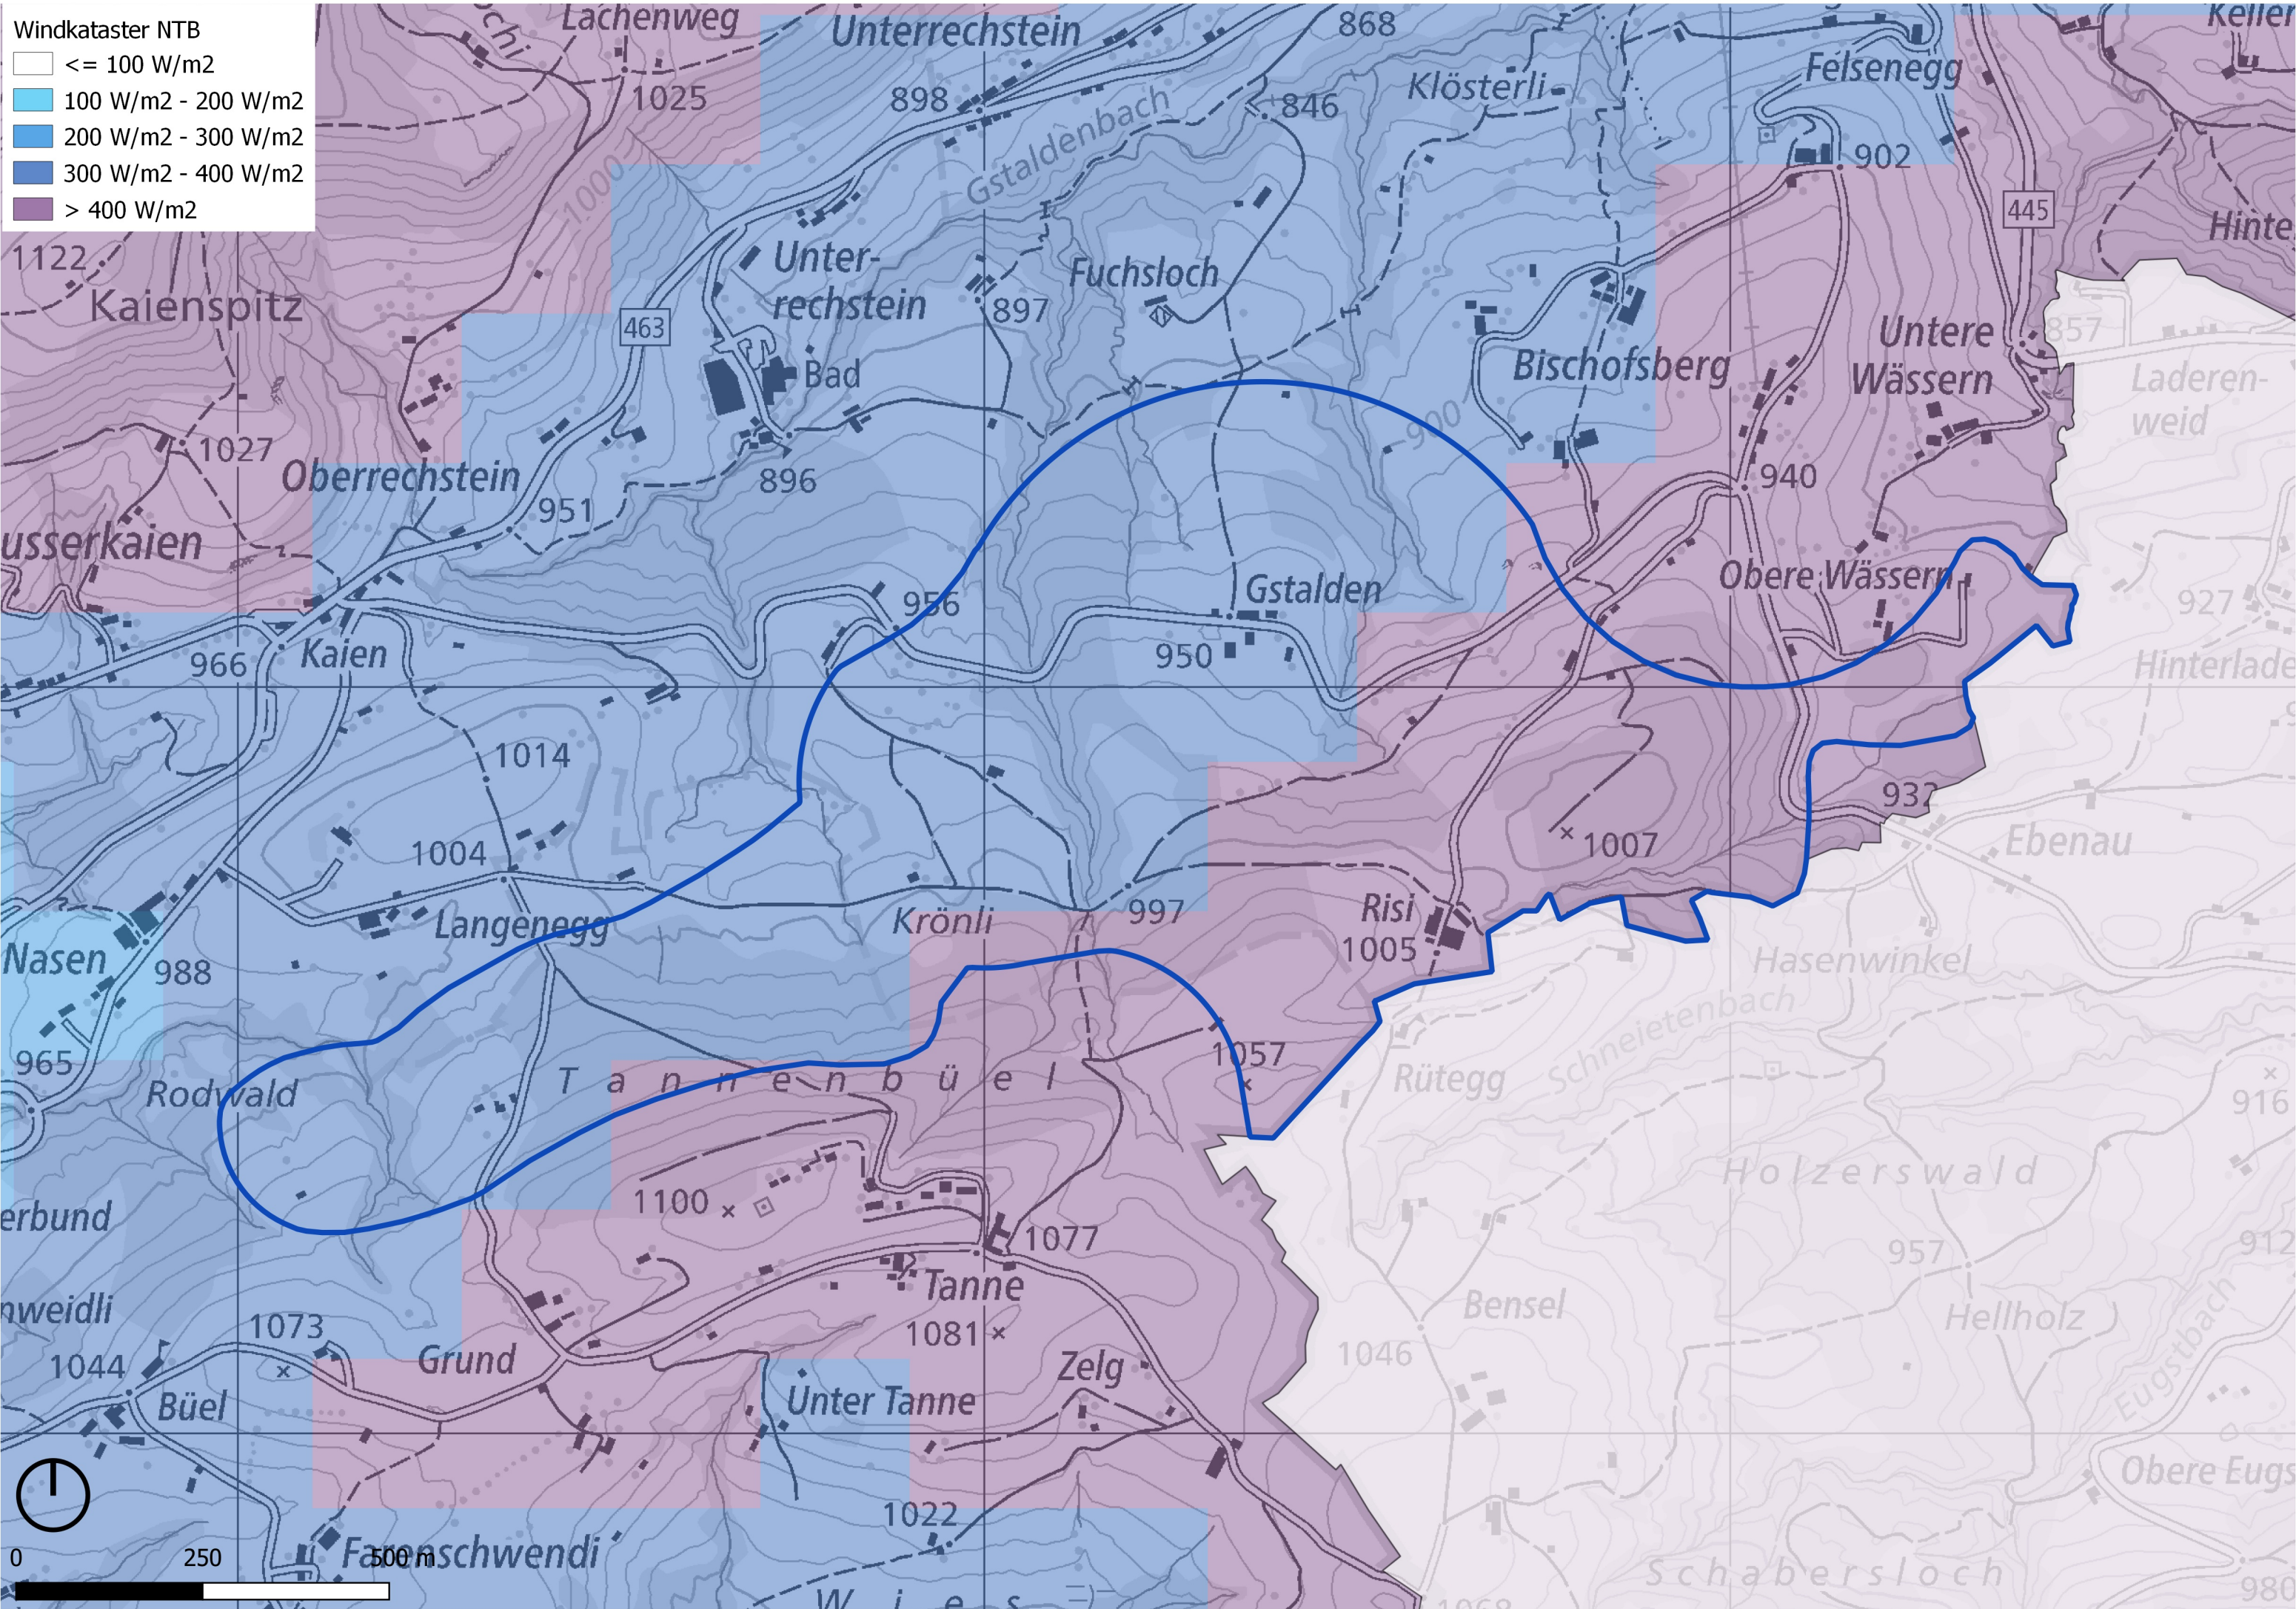 Windkataster NTB
<= 100 W/m2
100 W/m2 - 200 W/m2
200 W/m2 - 300 W/m2
300 W/m2 - 400 W/m2
> 400 W/m2
Lachenweg
Unterrechstein
868
Felsenegg
1025
898
Klösterli
846
Gstaldenbach
902
1000
445
1122
Kaienspitz
Unter-
rechstein
Fuchsloch
897
463
Untere
Wässern
857
Bad
Bischofsberg
Laderen-
weid
1027
900
Oberrechstein
896
940
951
usserkaien
956
Gstalden
Obere Wässern
927
966
Kaien
950
Hinterlade
1014
1004
932
1007
Ebenau
Langenegg
Krönli
997
Risi
1005
Nasen
988
Hasenwinkel
Schneietenbach
965
1057
Rodwald
Tannenbüel
Rütegg
916
Holzerswald
1100
erbund
1077
957
912
Tanne
nweidli
1081
Bensel
Hellholz
1073
1046
1044
Grund
Zelg
Eugstbach
Büel
Unter Tanne
Obere Eugs
1022
Farenschwendi
0 250 500 m
Wies
Schabersloch
980